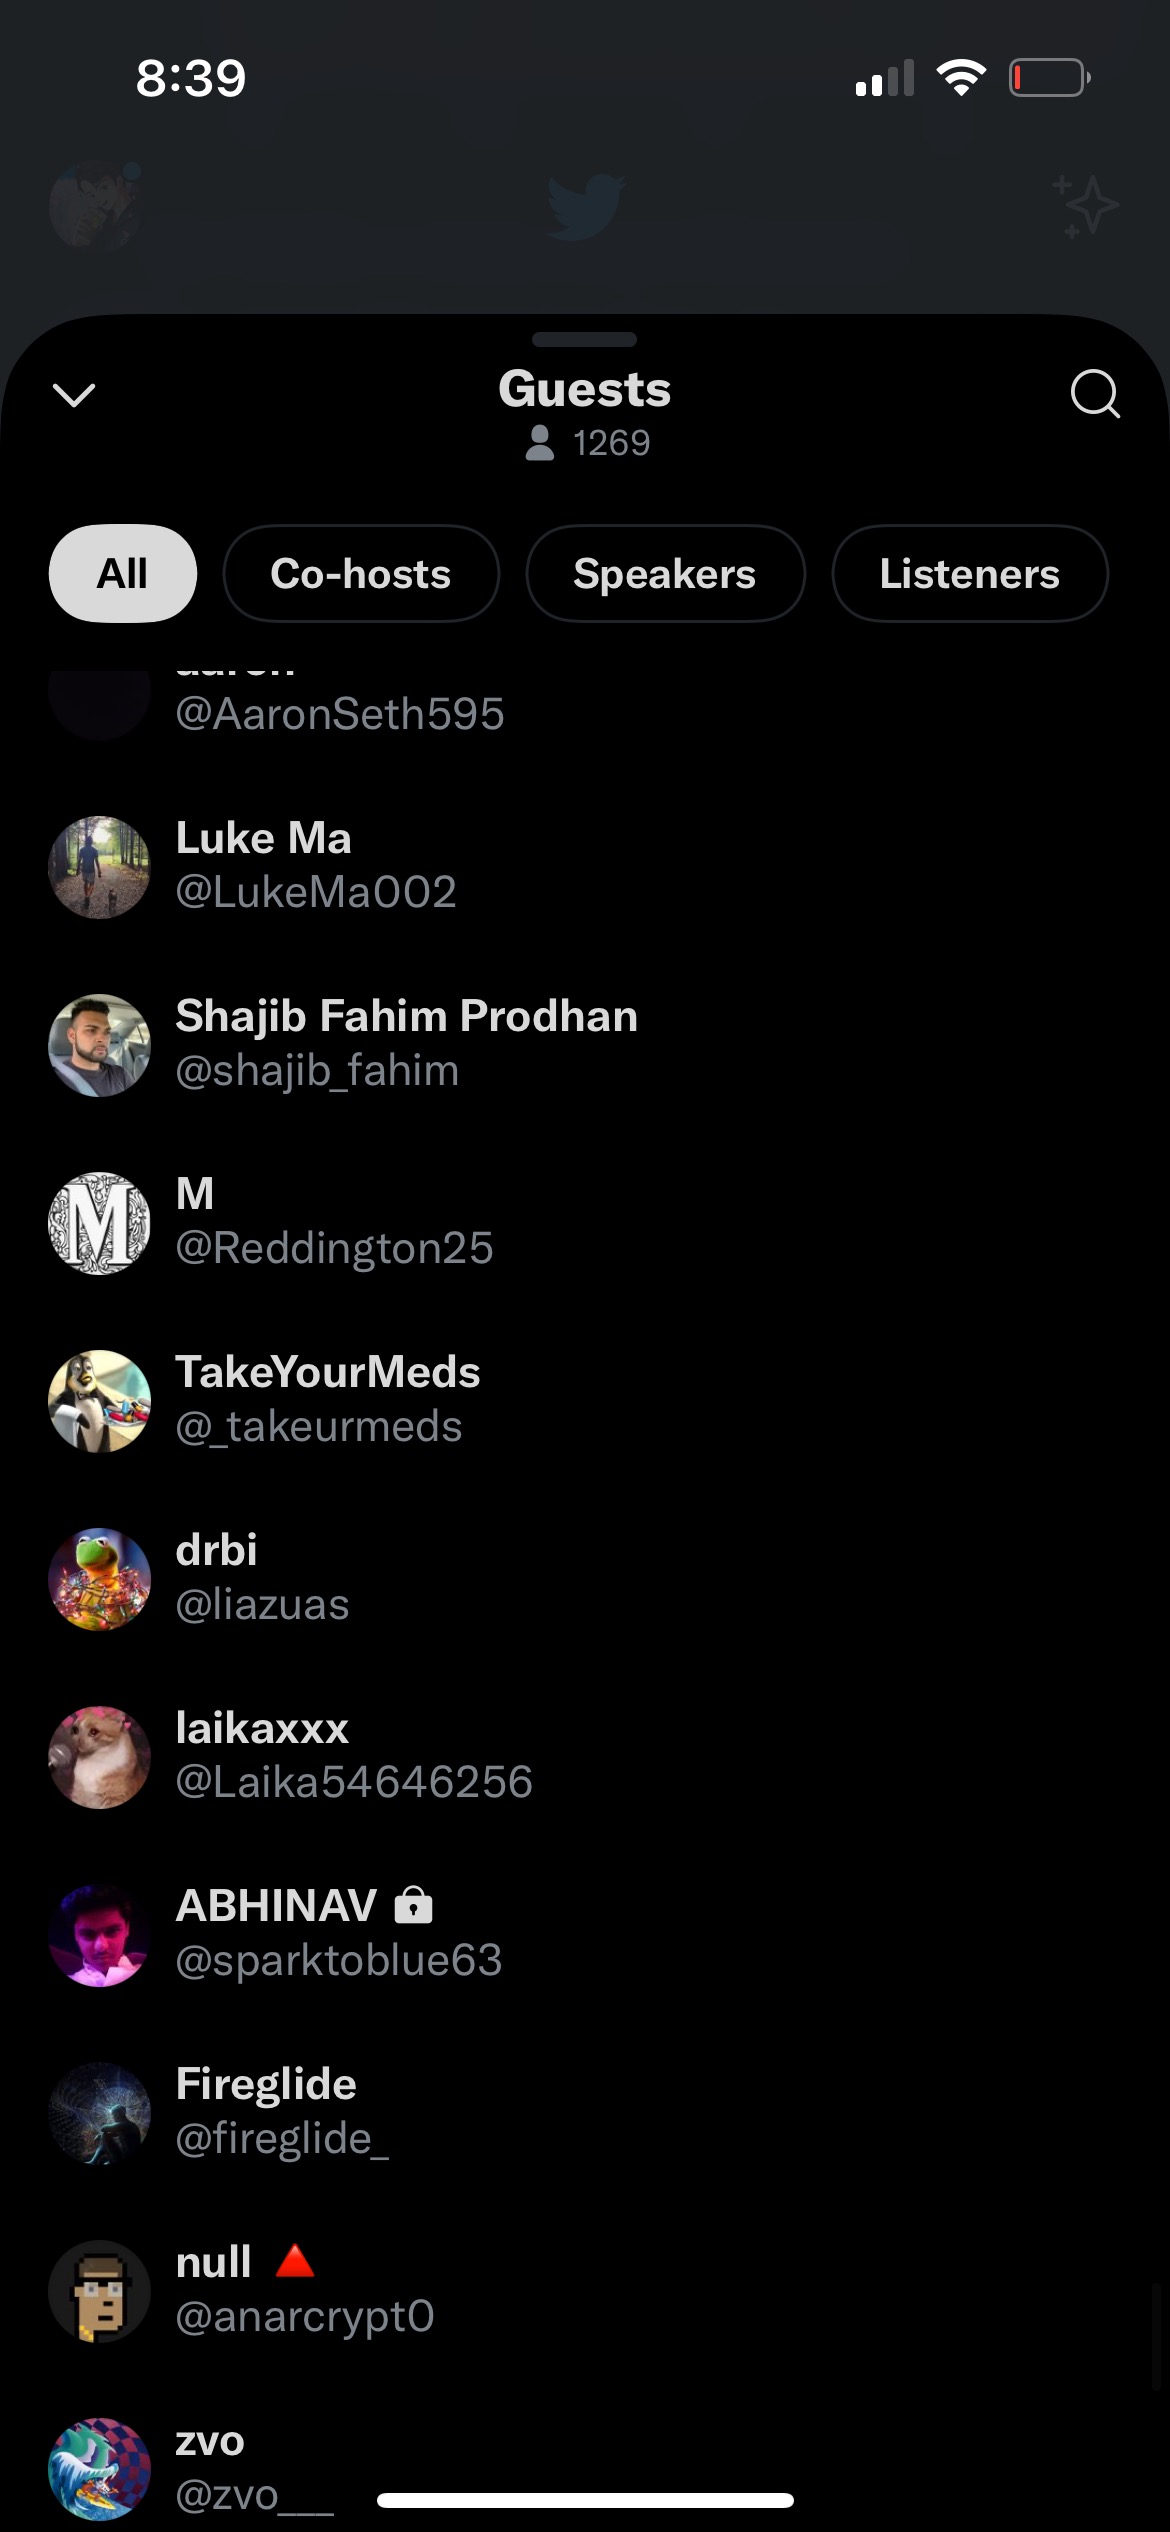 8:39
Guests
1269
All
Co-hosts
Speakers
Listeners
aaron
@AaronSeth595
Luke Ma
@LukeMa002
Shajib Fahim Prodhan
@shajib_fahim
M
M
@Reddington25
TakeYourMeds
@_takeurmeds
drbi
@liazuas
laikaxxx
@Laika54646256
ABHINAV
@sparktoblue63
Fireglide
@fireglide_
null
@anarcrypt0
zvo
@zvo___